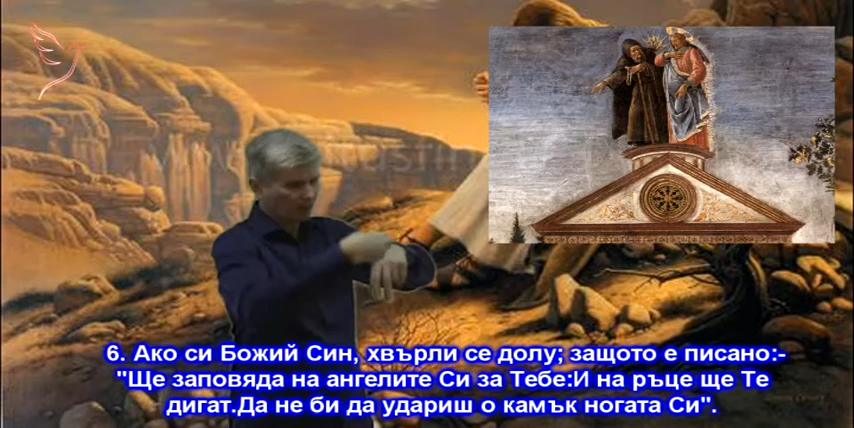 6. Ако си Божий Син, хвърли се долу; защото е писано:-
"Ще заповяда на ангелите Си за Тебе:И на ръце ще Те
дигат.Да не би да удариш о камък ногата Си".